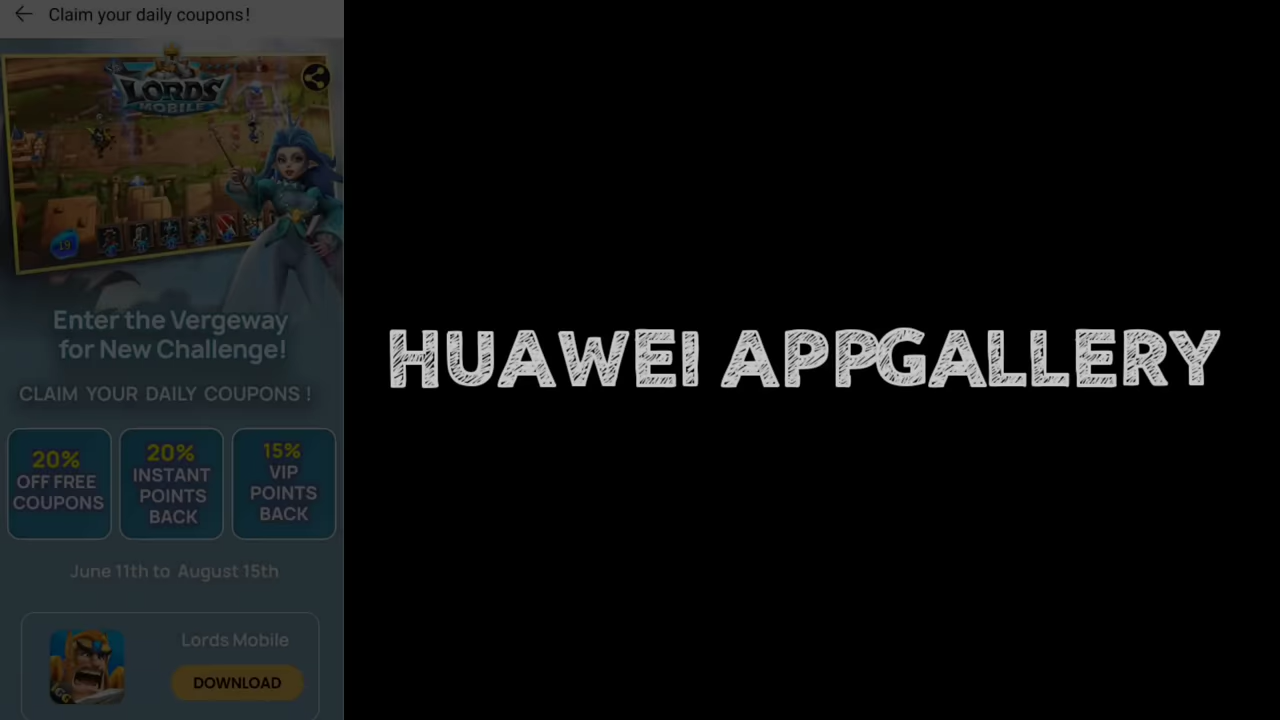 Claim your daily coupons!
LORDS
MOBILE
19
Enter the Vergeway
for New Challenge!
CLAIM YOUR DAILY COUPONS !
20%
OFF FREE
COUPONS
20%
INSTANT
POINTS
BACK
15%
VIP
POINTS
BACK
June 11th to August 15th
Lords Mobile
IGG
DOWNLOAD
HUAWEI APPGALLERY